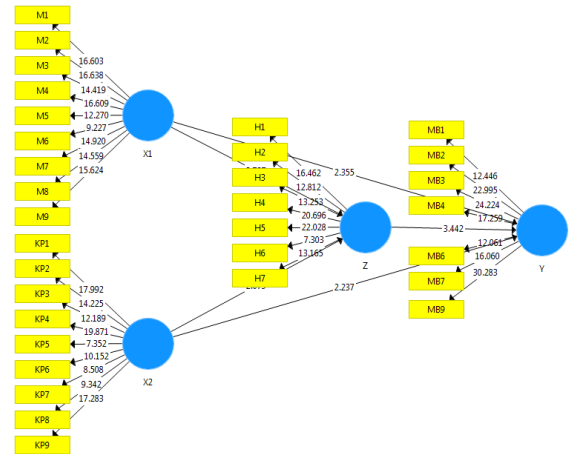 M1
M2
M3
M4
M5
M6
M7
M8
M9
16.603
16.638
14.419
16.609
12.270
9.227
14.920
14.559
15.624
X1
KP1
KP2
KP3
KP4
KP5
KP6
KP7
KP8
KP9
17.992
14.225
12.189
19.871
7.352
10.152
8.508
9.342
17.283
X2
H1
H2
H3
H4
H5
H6
H7
16.462
12.812
13.253
20.696
22.028
7.303
13.165
Z
2.355
3.442
2.237
MB1
MB2
MB3
MB4
MB6
MB7
MB9
12.446
22.995
24.224
17.259
12.061
16.060
30.283
Y